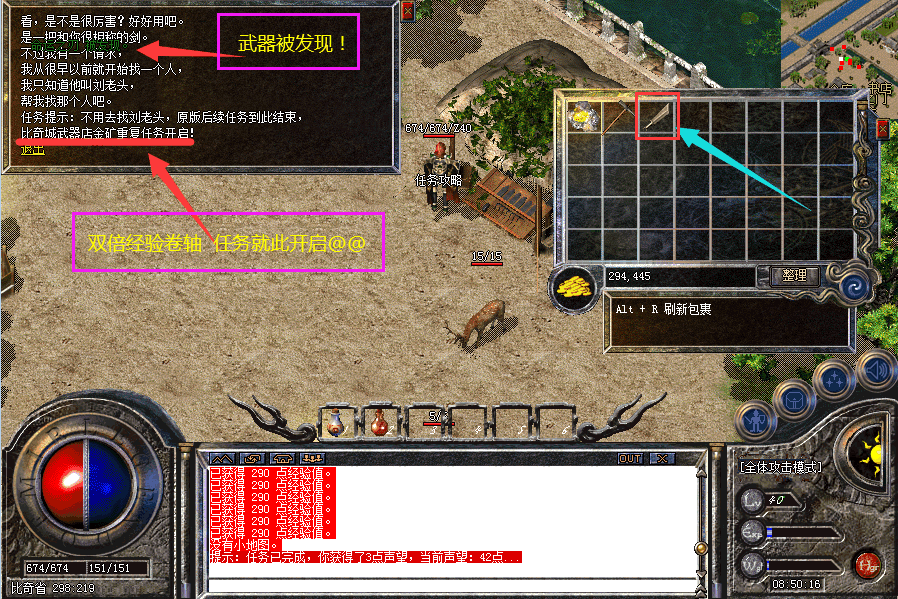 看，是不是很厉害？好好用吧。
是一把和你很相称的剑。
不过我有一个请求，
我从很早以前就开始找一个人，
我只知道他叫刘老头，
帮我找那个人吧。
任务提示：不用去找刘老头，原版后续任务到此结束，
比奇城武器店金矿重复任务开启！
退出
武器被发现！
双倍经验卷轴 任务就此开启@@
674/674/Z40
任务攻略
15/15
294,445
整理
Alt + R 刷新包裹
5/
OUT
已获得 290 点经验值。
已获得 290 点经验值。
已获得 290 点经验值。
已获得 290 点经验值。
已获得 290 点经验值。
已获得 290 点经验值。
没有小地图。
提示：任务已完成，你获得了3点声望，当前声望：42点...
[全体攻击模式]
40
674/674
151/151
比奇省 298:219
08:50:16